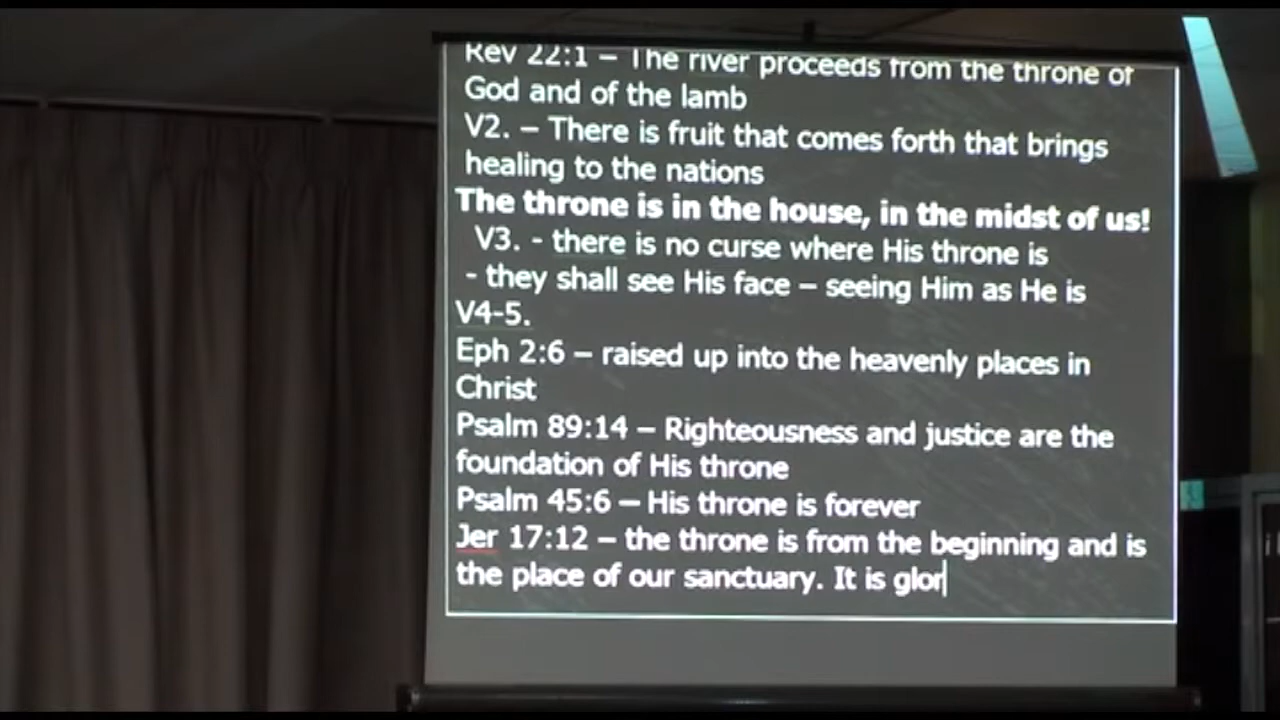 Rev 22:1 – The river proceeds from the throne of
God and of the lamb
V2. – There is fruit that comes forth that brings
healing to the nations
The throne is in the house, in the midst of us!
V3. - there is no curse where His throne is
- they shall see His face – seeing Him as He is
V4-5.
Eph 2:6 – raised up into the heavenly places in
Christ
Psalm 89:14 – Righteousness and justice are the
foundation of His throne
Psalm 45:6 – His throne is forever
Jer 17:12 – the throne is from the beginning and is
the place of our sanctuary. It is glor